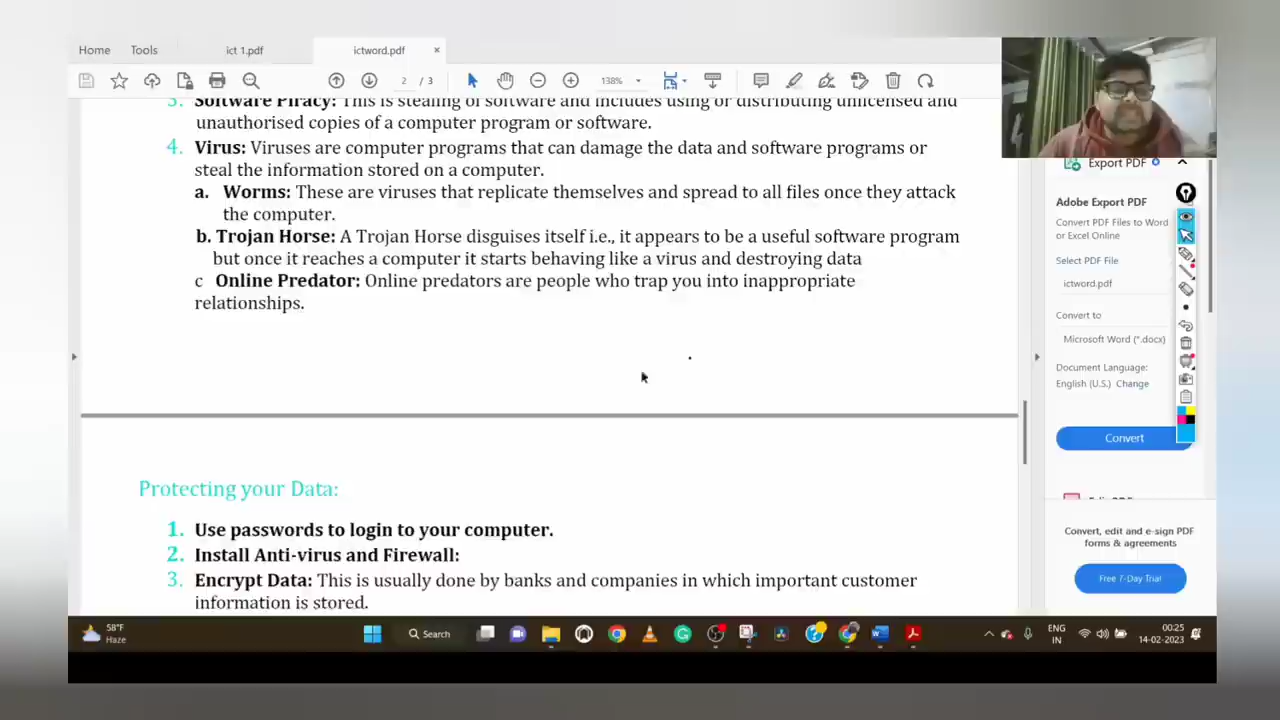 Home Tools ict 1.pdf ictword.pdf ×
2 / 3 138%
3. Software Piracy: This is stealing of software and includes using or distributing unlicensed and
unauthorised copies of a computer program or software.
4. Virus: Viruses are computer programs that can damage the data and software programs or
steal the information stored on a computer.
a. Worms: These are viruses that replicate themselves and spread to all files once they attack
the computer.
b. Trojan Horse: A Trojan Horse disguises itself i.e., it appears to be a useful software program
but once it reaches a computer it starts behaving like a virus and destroying data
c Online Predator: Online predators are people who trap you into inappropriate
relationships.
Protecting your Data:
1. Use passwords to login to your computer.
2. Install Anti-virus and Firewall:
3. Encrypt Data: This is usually done by banks and companies in which important customer
information is stored.
Export PDF
Adobe Export PDF
Convert PDF Files to Word
or Excel Online
Select PDF File
ictword.pdf
Convert to
Microsoft Word (*.docx)
Document Language:
English (U.S.) Change
Convert
Convert, edit and e-sign PDF
forms & agreements
Free 7-Day Trial
58°F
Haze
Search
ENG
IN
00:25
14-02-2023